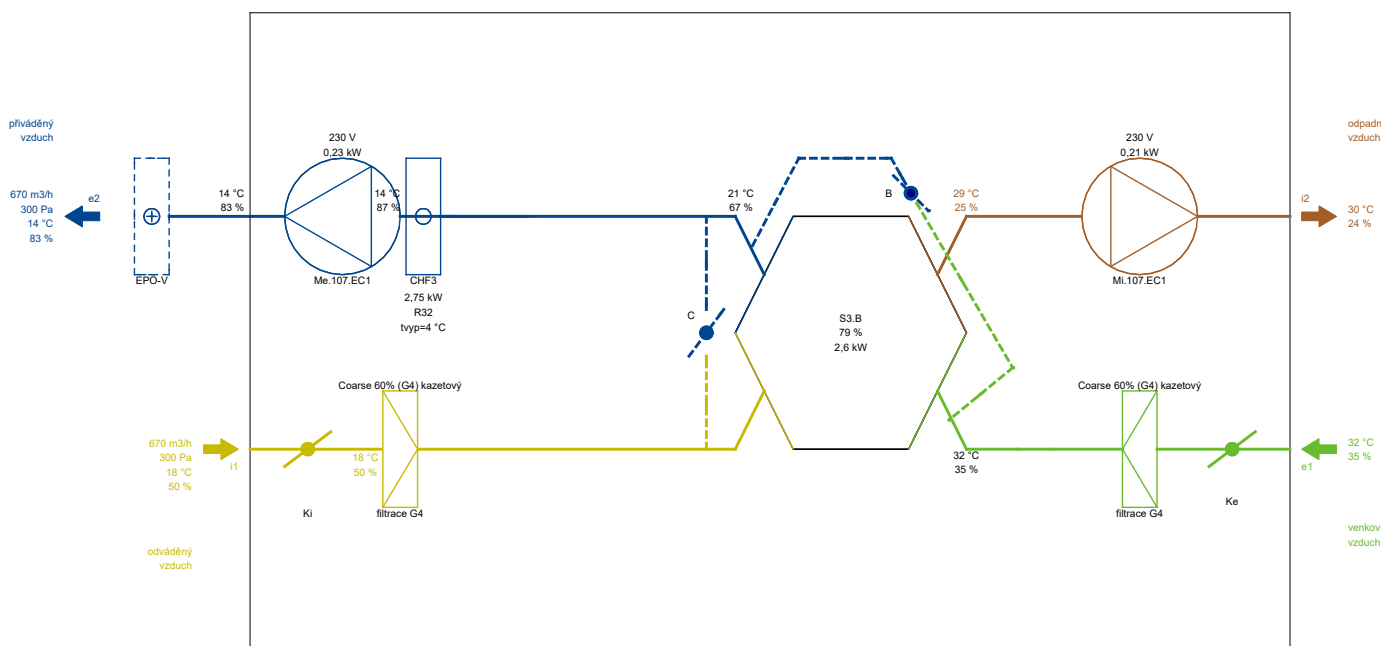 přiváděný
vzduch
670 m3/h
300 Pa
14 °C
83 %
e2
EPO-V
14 °C
83 %
230 V
0,23 kW
Me.107.EC1
14 °C
87 %
CHF3
2,75 kW
R32
tvyp=4 °C
21 °C
67 %
B
C
S3.B
79 %
2,6 kW
29 °C
25 %
230 V
0,21 kW
Mi.107.EC1
odpadn
vzduch
i2
30 °C
24 %
670 m3/h
300 Pa
18 °C
50 %
i1
odváděný
vzduch
Ki
18 °C
50 %
Coarse 60% (G4) kazetový
filtrace G4
32 °C
35 %
Coarse 60% (G4) kazetový
filtrace G4
Ke
32 °C
35 %
e1
venkov
vzduch